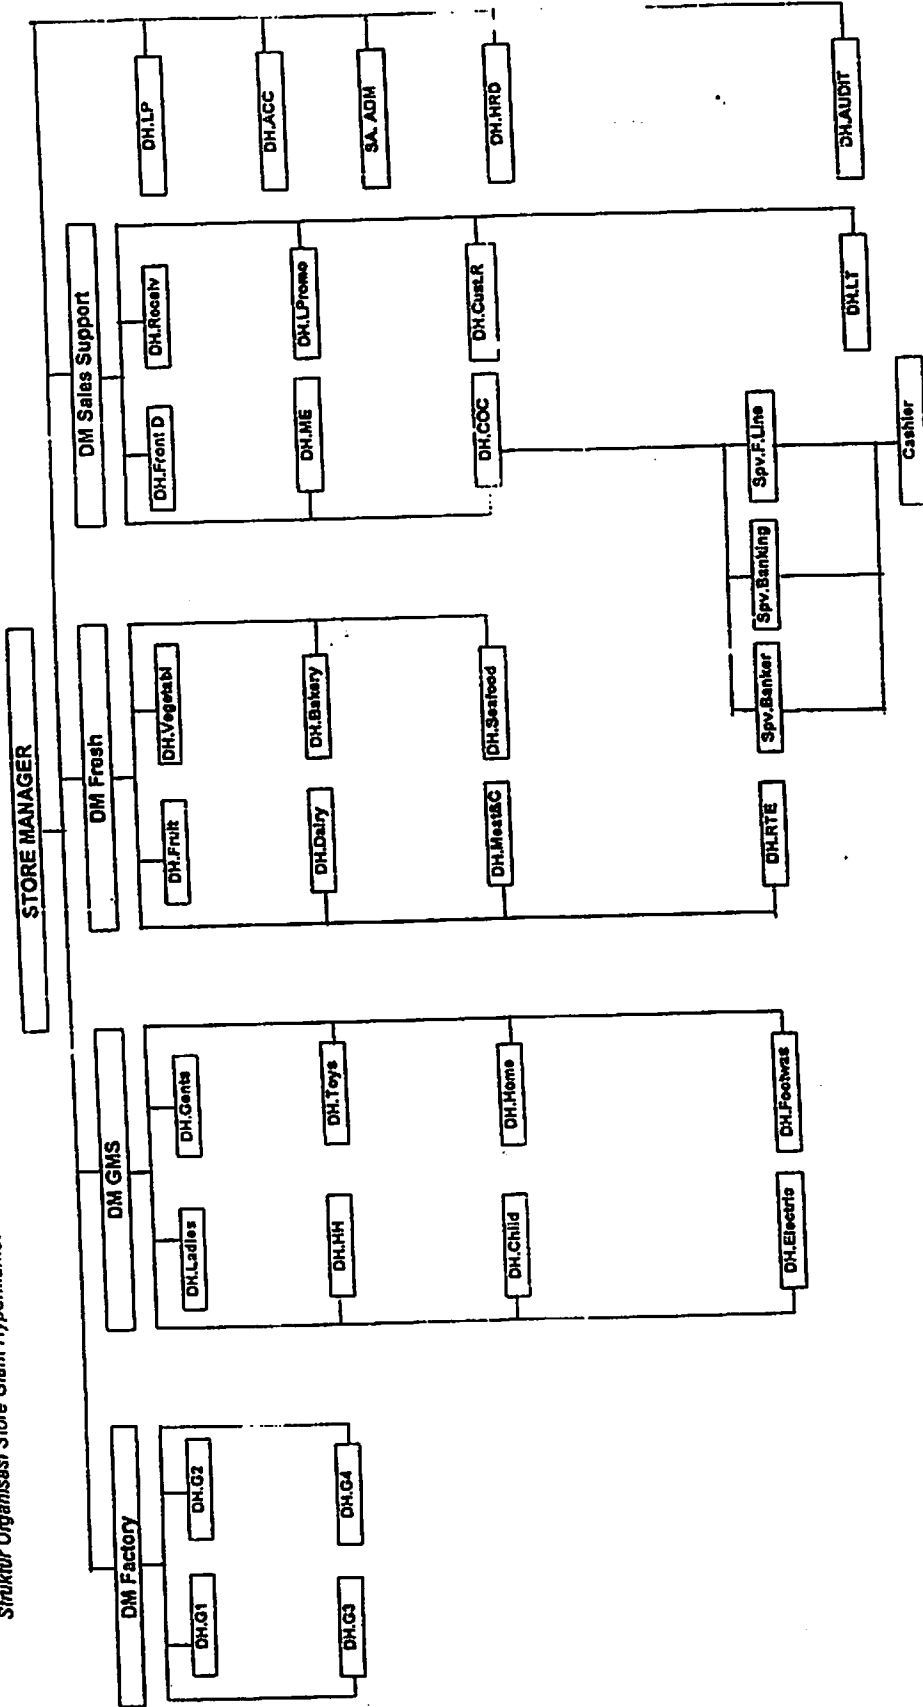 Struktur Organisasi Store Giant
STORE MANAGER
DM Factory
DM GMS
DM Fresh
DM Sales Support
DH.G1
DH.G2
DH.G3
DH.G4
DH.Ladies
DH.Gents
DH.HH
DH.Toys
DH.Child
DH.Home
DH.Electric
DH.Footwas
DH.Fruit
DH.Vegetabl
DH.Dairy
DH.Bakery
DH.Meat&C
DH.Seafood
DH.RTE
DH.Front D
DH.Receiv
DH.ME
DH.LPromo
DH.COC
DH.Cust.R
DH.LT
Spv.Banker
Spv.Banking
Spv.F.Line
Cashier
DH.LP
DH.ACC
SA. ADM
DH.HRD
DH.AUDIT